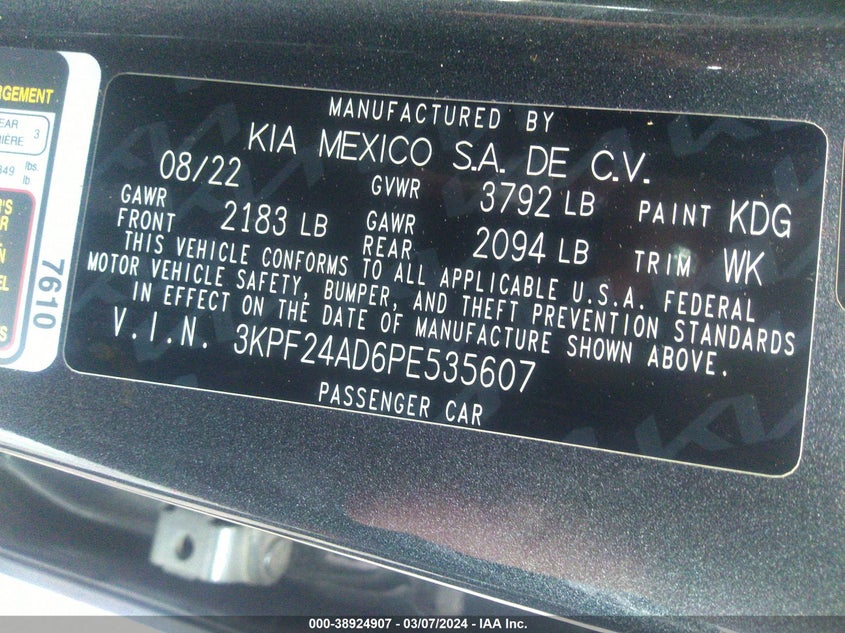 MANUFACTURED BY
KIA MEXICO S.A. DE C.V.
08/22 GVWR 3792 LB PAINT KDG
GAWR FRONT 2183 LB GAWR REAR 2094 LB TRIM WK
THIS VEHICLE CONFORMS TO ALL APPLICABLE U.S.A. FEDERAL
MOTOR VEHICLE SAFETY, BUMPER, AND THEFT PREVENTION STANDARDS
IN EFFECT ON THE DATE OF MANUFACTURE SHOWN ABOVE.
V.I.N. 3KPF24AD6PE535607
PASSENGER CAR
7610
3
lbs.
lb
000-38924907 - 03/07/2024 - IAA Inc.